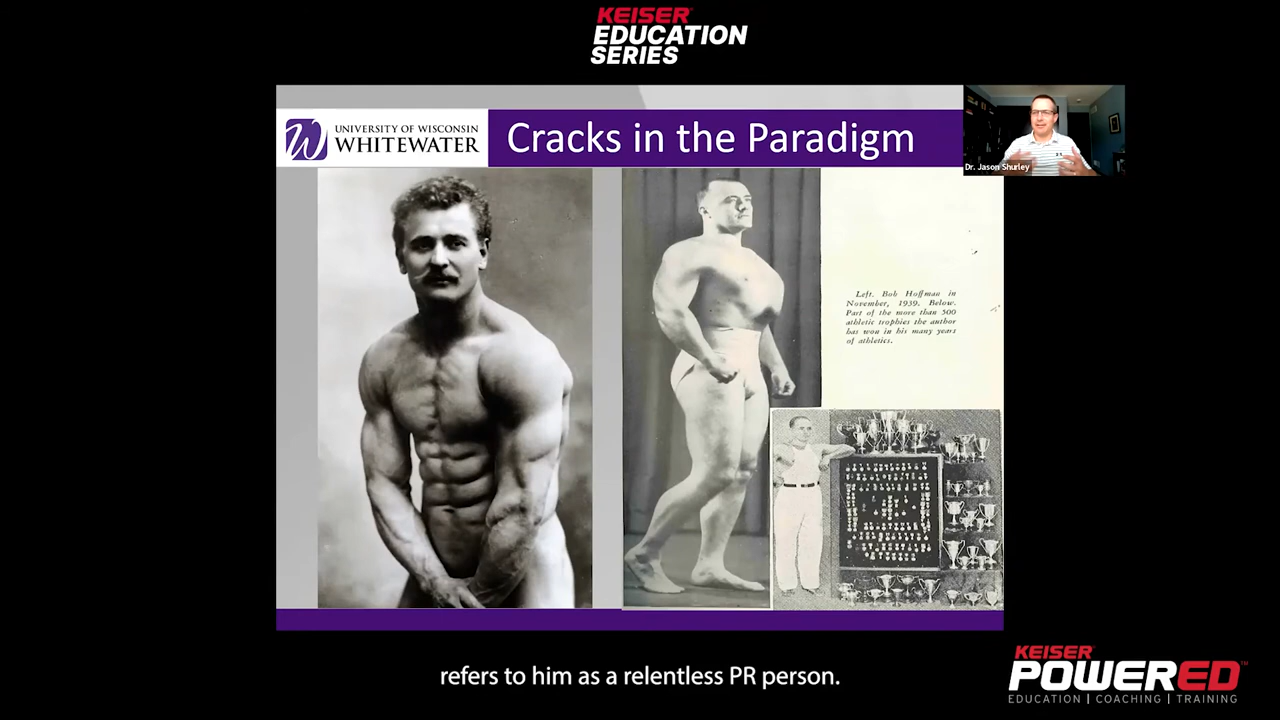 KEISER
EDUCATION
SERIES
UNIVERSITY OF WISCONSIN
WHITEWATER
Cracks in the Paradigm
Dr. Jason Shurley
Left. Bob Hoffman in
November, 1939. Below.
Part of the more than 500
athletic trophies the author
has won in his many years
of athletics.
refers to him as a relentless PR person.
KEISER
POWERED™
EDUCATION | COACHING | TRAINING